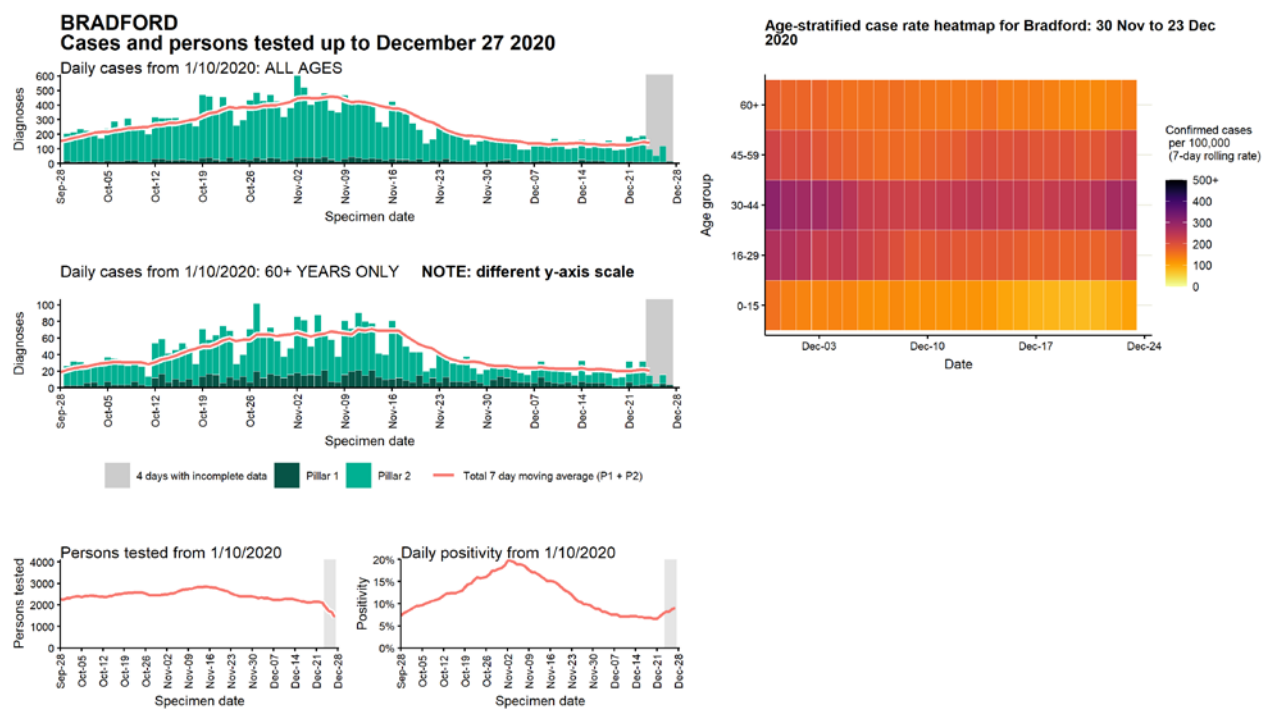 BRADFORD
Cases and persons tested up to December 27 2020
Daily cases from 1/10/2020: ALL AGES
600
500
400
300
200
100
0
Diagnoses
Sep-28
Oct-05
Oct-12
Oct-19
Oct-26
Nov-02
Nov-09
Nov-16
Nov-23
Nov-30
Dec-07
Dec-14
Dec-21
Dec-28
Specimen date
Daily cases from 1/10/2020: 60+ YEARS ONLY NOTE: different y-axis scale
100
80
60
40
20
0
Diagnoses
Sep-28
Oct-05
Oct-12
Oct-19
Oct-26
Nov-02
Nov-09
Nov-16
Nov-23
Nov-30
Dec-07
Dec-14
Dec-21
Dec-28
Specimen date
4 days with incomplete data Pillar 1 Pillar 2 Total 7 day moving average (P1 + P2)
Persons tested from 1/10/2020
4000
3000
2000
1000
0
Persons tested
Sep-28
Oct-05
Oct-12
Oct-19
Oct-26
Nov-02
Nov-09
Nov-16
Nov-23
Nov-30
Dec-07
Dec-14
Dec-21
Dec-28
Specimen date
Daily positivity from 1/10/2020
20%
15%
10%
5%
0%
Positivity
Sep-28
Oct-05
Oct-12
Oct-19
Oct-26
Nov-02
Nov-09
Nov-16
Nov-23
Nov-30
Dec-07
Dec-14
Dec-21
Dec-28
Specimen date
Age-stratified case rate heatmap for Bradford: 30 Nov to 23 Dec
2020
60+
45-59
30-44
16-29
0-15
Age group
Dec-03
Dec-10
Dec-17
Dec-24
Date
Confirmed cases
per 100,000
(7-day rolling rate)
500+
400
300
200
100
0